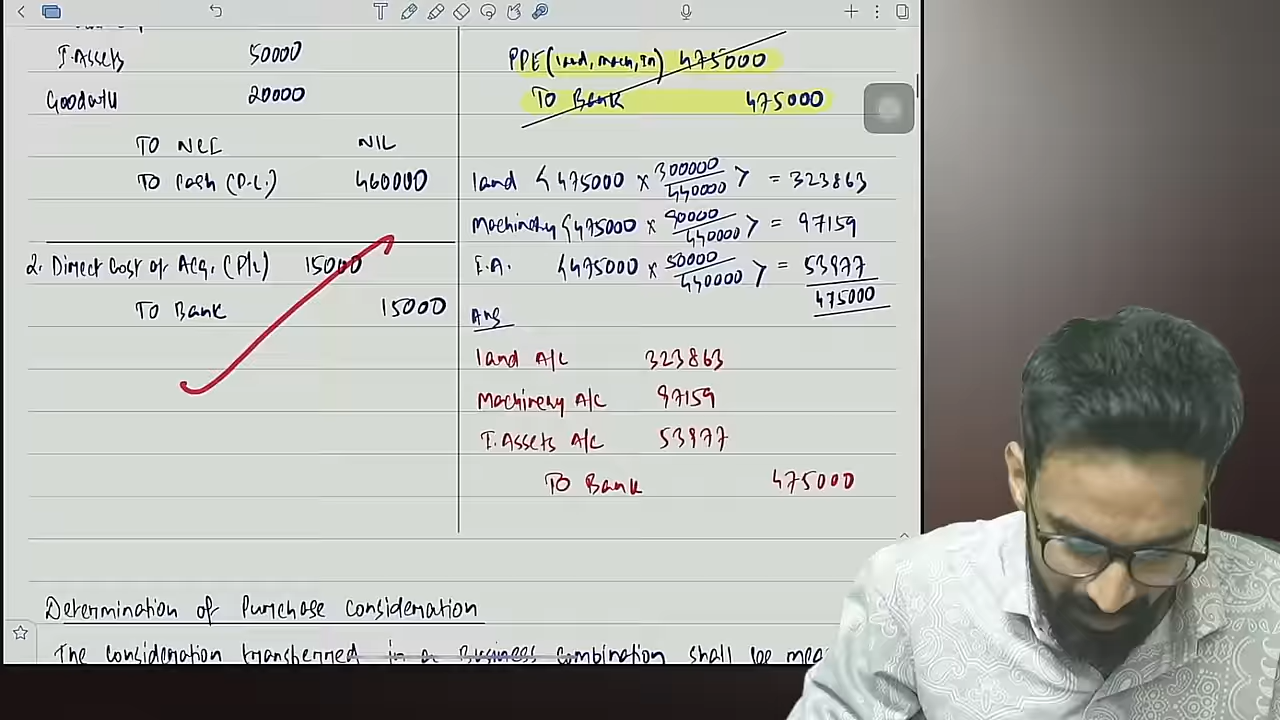 I.Assets 50000
Goodwill 20000
To NCI NIL
To Cash (P.C.) 460000
2. Direct Cost of Acq. (P/L) 15000
To Bank 15000
PPE (land, mach, In) 475000
To Bank 475000
land < 475000 × 300000/440000 > = 323863
Machinery < 475000 × 90000/440000 > = 97159
I.A. < 475000 × 50000/440000 > = 53977
475000
Ans
land A/c 323863
Machinery A/c 97159
I.Assets A/c 53977
To Bank 475000
Determination of Purchase Consideration
The consideration transferred in a Business combination shall be